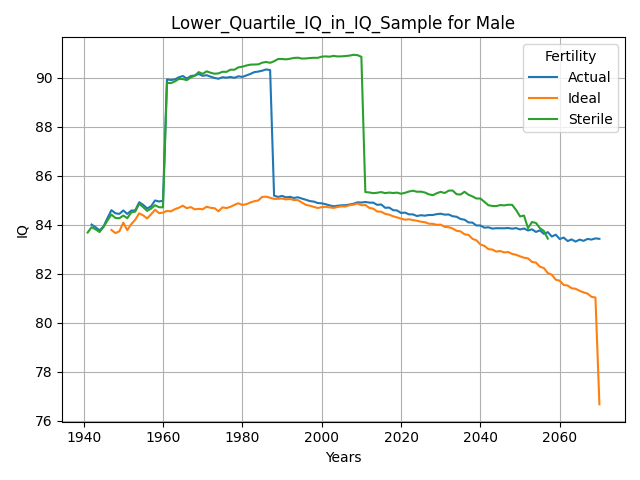 Lower_Quartile_IQ_in_IQ_Sample for Male
Fertility
Actual
Ideal
Sterile
IQ
90
88
86
84
82
80
78
76
1940
1960
1980
2000
2020
2040
2060
Years